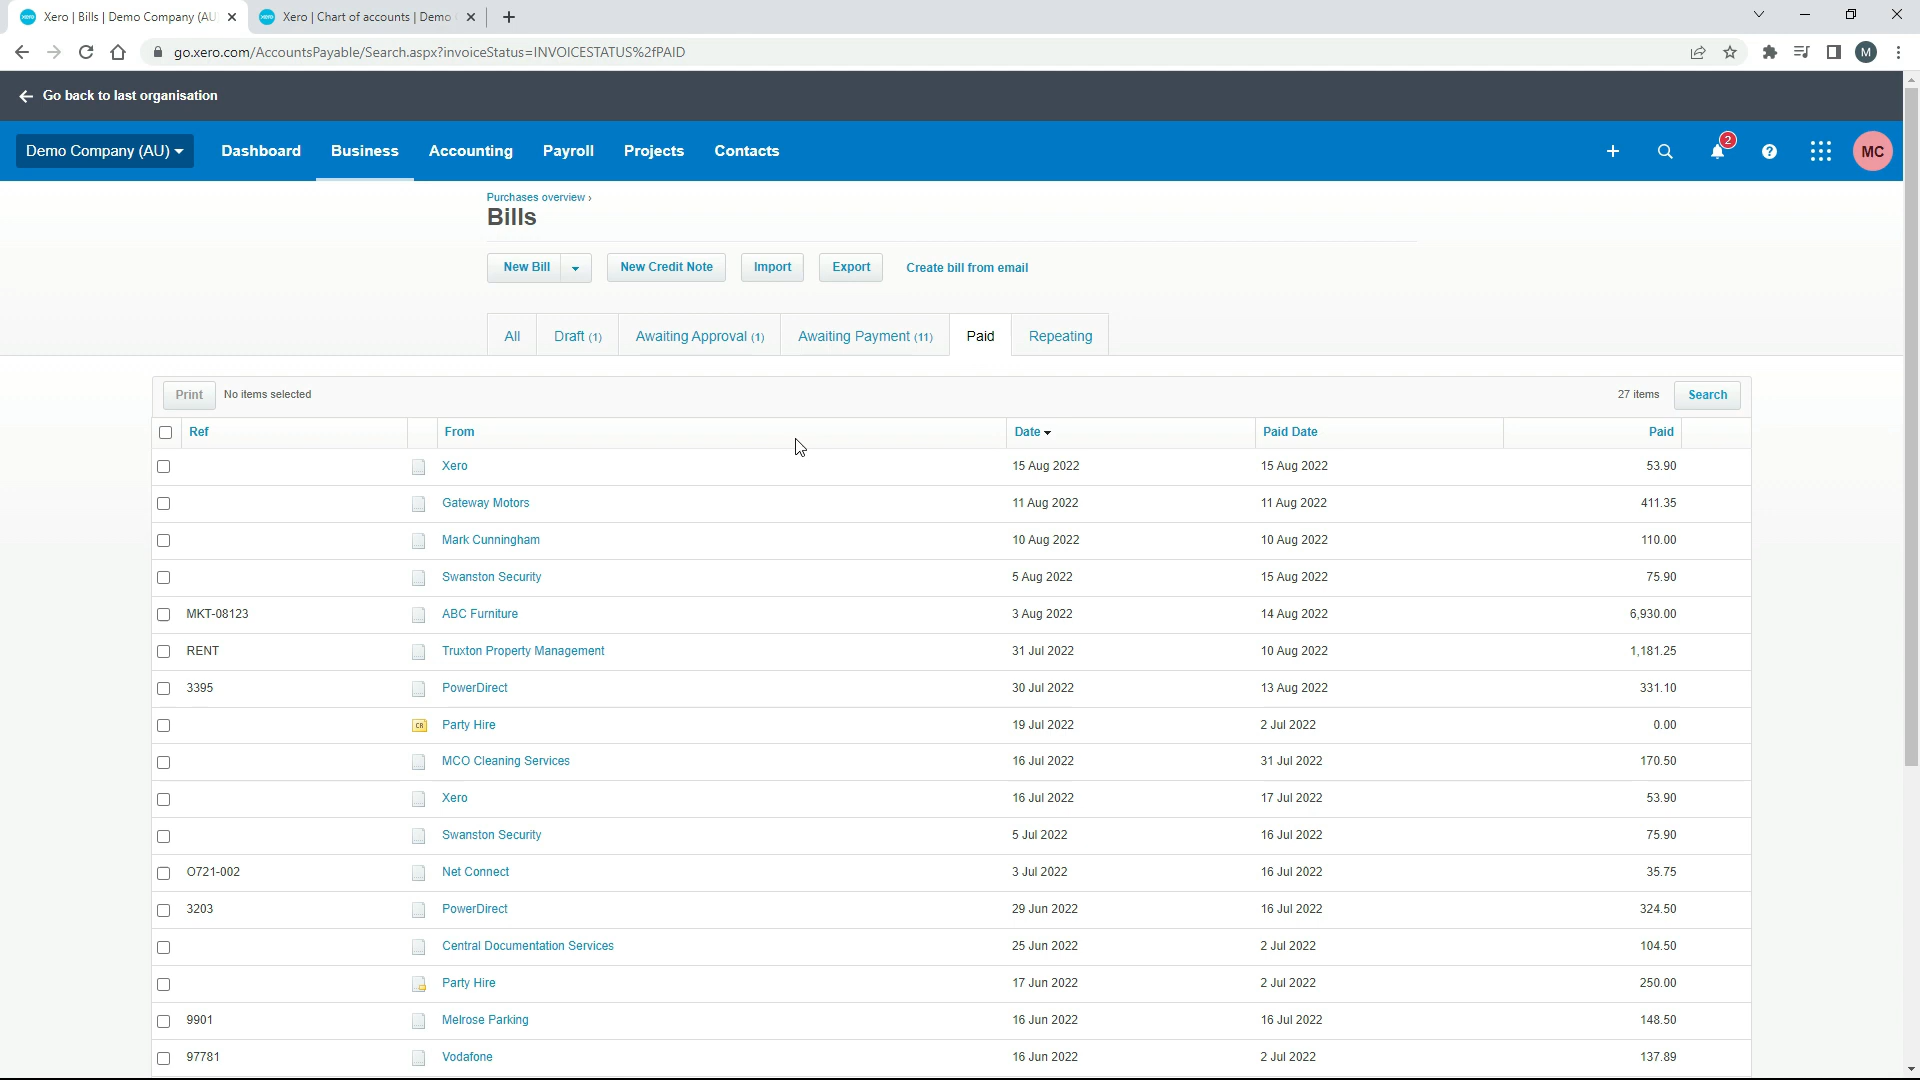 Xero | Bills | Demo Company (AU
Xero | Chart of accounts | Demo
go.xero.com/AccountsPayable/Search.aspx?invoiceStatus=INVOICESTATUS%2fPAID
M
Go back to last organisation
Demo Company (AU) Dashboard Business Accounting Payroll Projects Contacts 2 MC
Purchases overview ›
Bills
New Bill New Credit Note Import Export Create bill from email
All Draft (1) Awaiting Approval (1) Awaiting Payment (11) Paid Repeating
Print No items selected 27 items Search
Ref From Date Paid Date Paid
Xero 15 Aug 2022 15 Aug 2022 53.90
Gateway Motors 11 Aug 2022 11 Aug 2022 411.35
Mark Cunningham 10 Aug 2022 10 Aug 2022 110.00
Swanston Security 5 Aug 2022 15 Aug 2022 75.90
MKT-08123 ABC Furniture 3 Aug 2022 14 Aug 2022 6,930.00
RENT Truxton Property Management 31 Jul 2022 10 Aug 2022 1,181.25
3395 PowerDirect 30 Jul 2022 13 Aug 2022 331.10
CR Party Hire 19 Jul 2022 2 Jul 2022 0.00
MCO Cleaning Services 16 Jul 2022 31 Jul 2022 170.50
Xero 16 Jul 2022 17 Jul 2022 53.90
Swanston Security 5 Jul 2022 16 Jul 2022 75.90
O721-002 Net Connect 3 Jul 2022 16 Jul 2022 35.75
3203 PowerDirect 29 Jun 2022 16 Jul 2022 324.50
Central Documentation Services 25 Jun 2022 2 Jul 2022 104.50
Party Hire 17 Jun 2022 2 Jul 2022 250.00
9901 Melrose Parking 16 Jun 2022 16 Jul 2022 148.50
97781 Vodafone 16 Jun 2022 2 Jul 2022 137.89